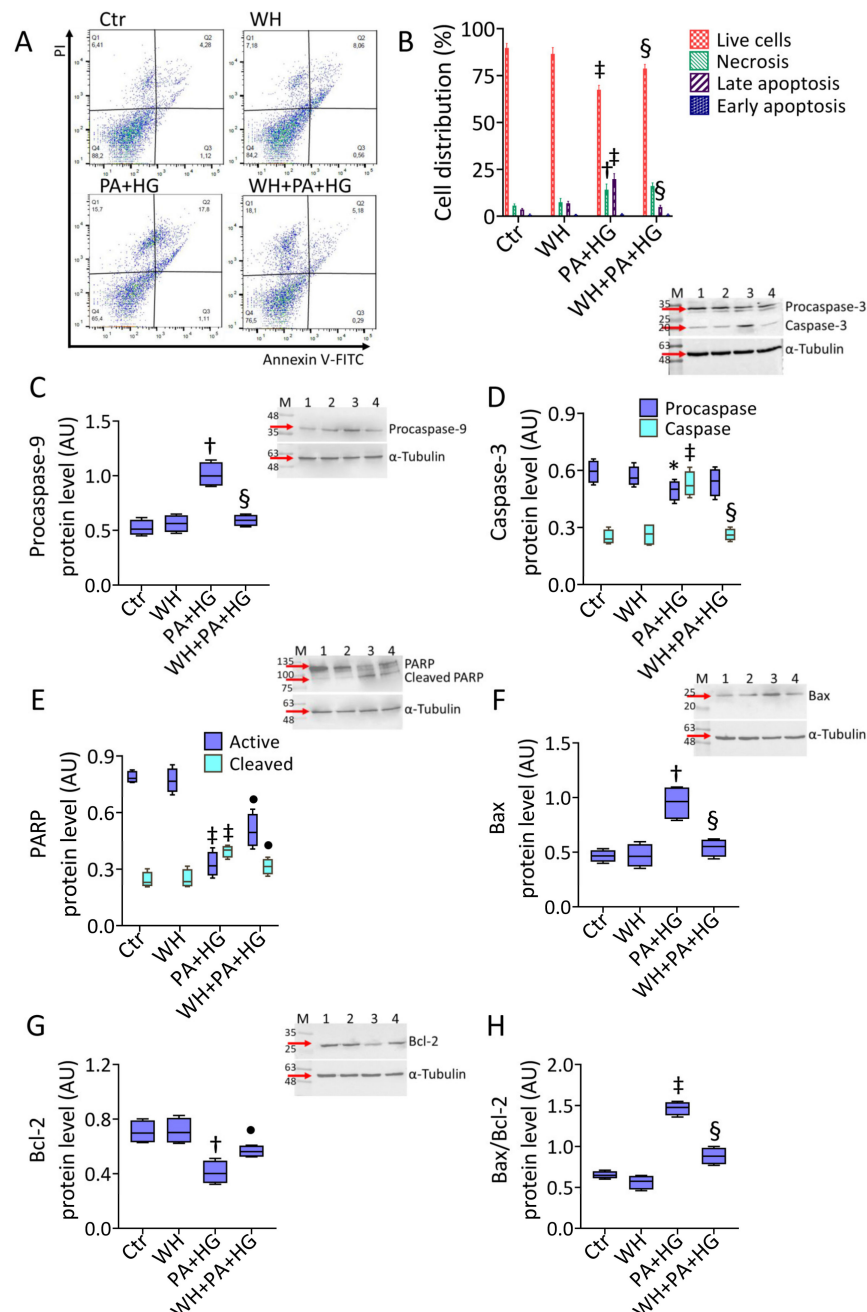 A
PI
Ctr
Q1
6,41
Q2
4,28
Q4
88,2
Q3
1,12
WH
Q1
7,18
Q2
8,06
Q4
84,2
Q3
0,56
PA+HG
Q1
15,7
Q2
17,8
Q4
65,4
Q3
1,11
WH+PA+HG
Q1
18,1
Q2
5,18
Q4
76,5
Q3
0,29
Annexin V-FITC
B
Cell distribution (%)
100
75
50
25
0
‡
†
‡
§
§
Ctr
WH
PA+HG
WH+PA+HG
Live cells
Necrosis
Late apoptosis
Early apoptosis
C
Procaspase-9
protein level (AU)
1.5
1.0
0.5
0.0
†
§
Ctr
WH
PA+HG
WH+PA+HG
M 1 2 3 4
48
35
63
48
Procaspase-9
α-Tubulin
D
M 1 2 3 4
35
25
20
63
48
Procaspase-3
Caspase-3
α-Tubulin
Caspase-3
protein level (AU)
0.9
0.6
0.3
0.0
Procaspase
Caspase
*
‡
§
Ctr
WH
PA+HG
WH+PA+HG
E
M 1 2 3 4
135
100
75
63
48
PARP
Cleaved PARP
α-Tubulin
PARP
protein level (AU)
0.9
0.6
0.3
0.0
Active
Cleaved
‡
‡
●
●
Ctr
WH
PA+HG
WH+PA+HG
F
M 1 2 3 4
25
20
63
48
Bax
α-Tubulin
Bax
protein level (AU)
1.5
1.0
0.5
0.0
†
§
Ctr
WH
PA+HG
WH+PA+HG
G
M 1 2 3 4
35
25
63
48
Bcl-2
α-Tubulin
Bcl-2
protein level (AU)
1.2
0.8
0.4
0.0
†
●
Ctr
WH
PA+HG
WH+PA+HG
H
Bax/Bcl-2
protein level (AU)
2.0
1.5
1.0
0.5
0.0
‡
§
Ctr
WH
PA+HG
WH+PA+HG